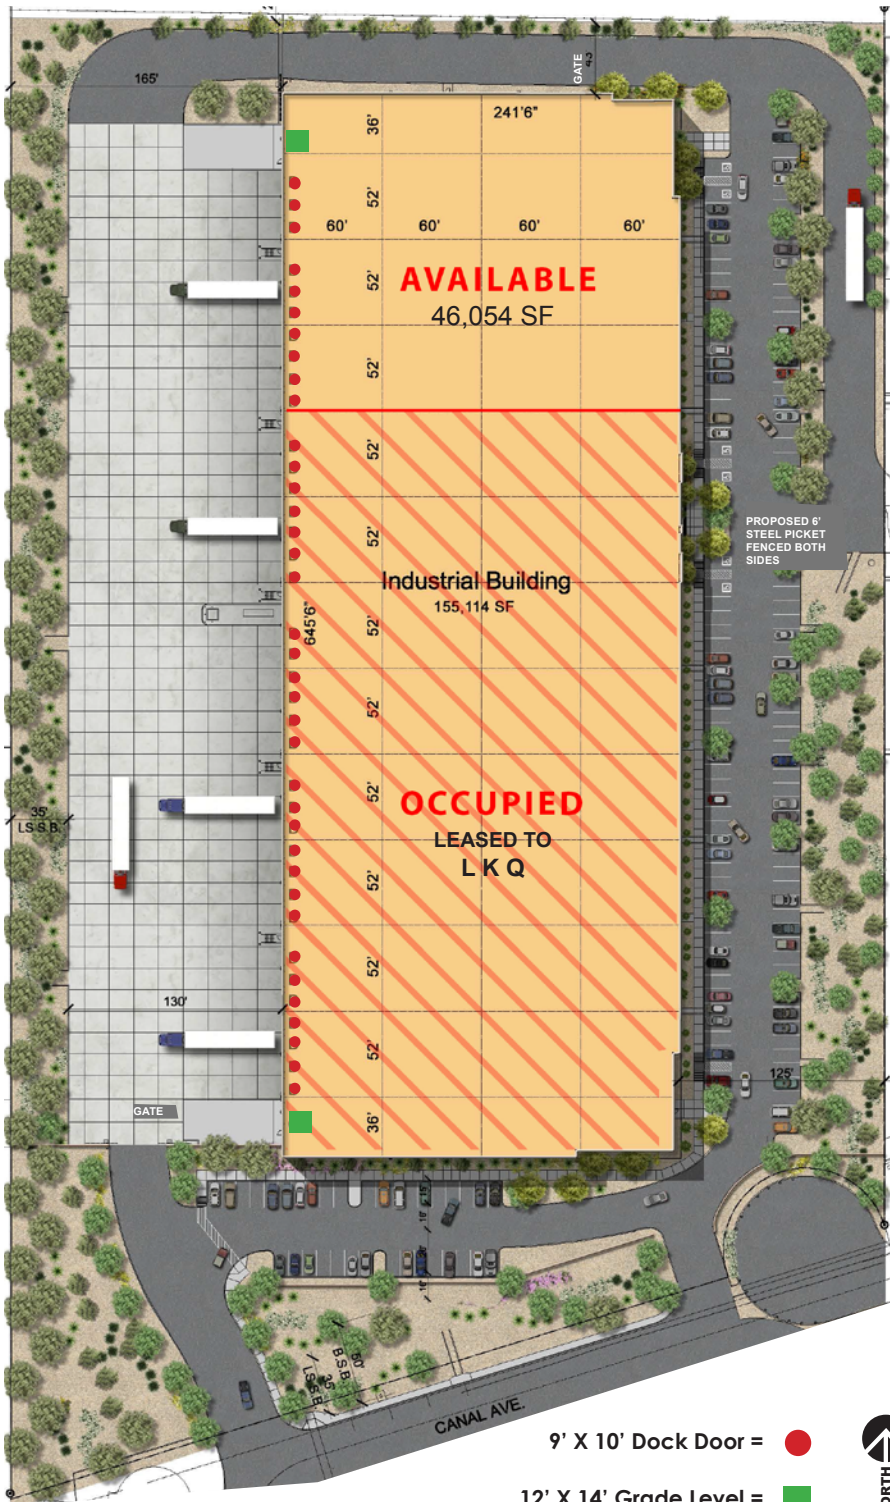 165'
GATE
43'
241'6"
36'
52'
60'
60'
60'
60'
52'
AVAILABLE
46,054 SF
52'
52'
52'
PROPOSED 6'
STEEL PICKET
FENCED BOTH
SIDES
Industrial Building
155,114 SF
645'6"
52'
52'
52'
OCCUPIED
LEASED TO
L K Q
35'
LS S.B.
52'
52'
130'
52'
125'
GATE
36'
50'
B.S.B.
35'
LS S.B.
CANAL AVE.
9' X 10' Dock Door =
12' X 14' Grade Level =
NORTH